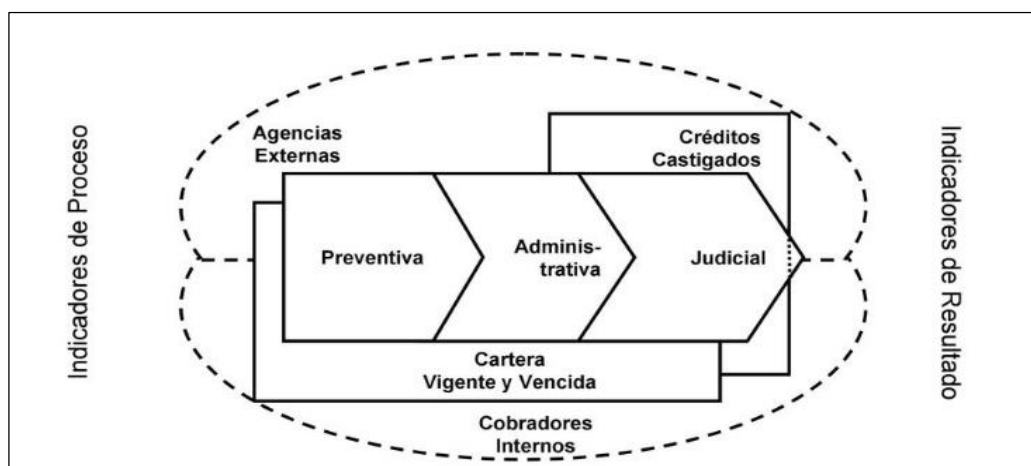 Indicadores de Proceso
Agencias
Externas
Créditos
Castigados
Preventiva
Adminis-
trativa
Judicial
Cartera
Vigente y Vencida
Cobradores
Internos
Indicadores de Resultado